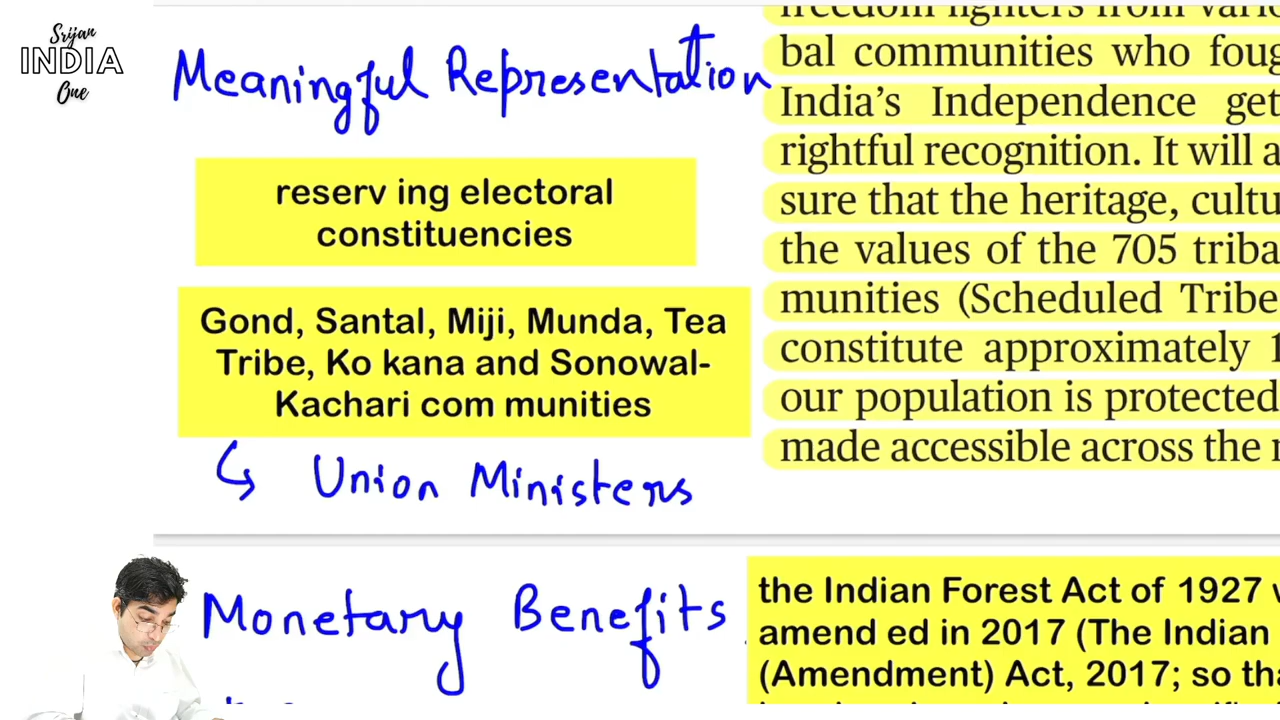 Srijan
INDIA
One
Meaningful Representation
reserv ing electoral
constituencies
Gond, Santal, Miji, Munda, Tea
Tribe, Ko kana and Sonowal-
Kachari com munities
↳ Union Ministers
bal communities who foug
India's Independence get
rightful recognition. It will a
sure that the heritage, cultu
the values of the 705 triba
munities (Scheduled Tribe
constitute approximately 1
our population is protected
made accessible across the r
Monetary Benefits
the Indian Forest Act of 1927 w
amend ed in 2017 (The Indian
(Amendment) Act, 2017; so tha